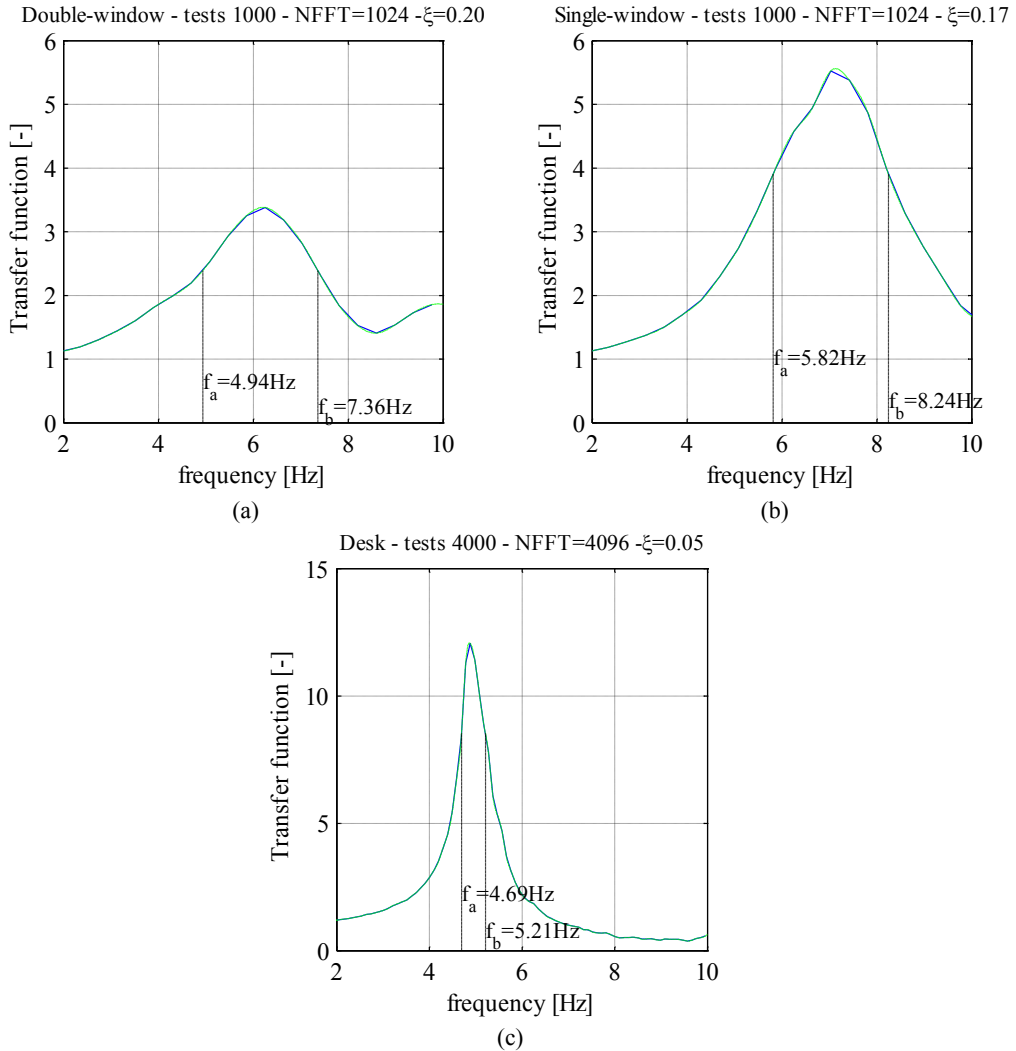 Double-window - tests 1000 - NFFT=1024 -ξ=0.20
Transfer function [-]
6
5
4
3
2
1
0
f_a=4.94Hz
f_b=7.36Hz
2 4 6 8 10
frequency [Hz]
(a)
Single-window - tests 1000 - NFFT=1024 - ξ=0.17
Transfer function [-]
6
5
4
3
2
1
0
f_a=5.82Hz
f_b=8.24Hz
2 4 6 8 10
frequency [Hz]
(b)
Desk - tests 4000 - NFFT=4096 -ξ=0.05
Transfer function [-]
15
10
5
0
f_a=4.69Hz
f_b=5.21Hz
2 4 6 8 10
frequency [Hz]
(c)